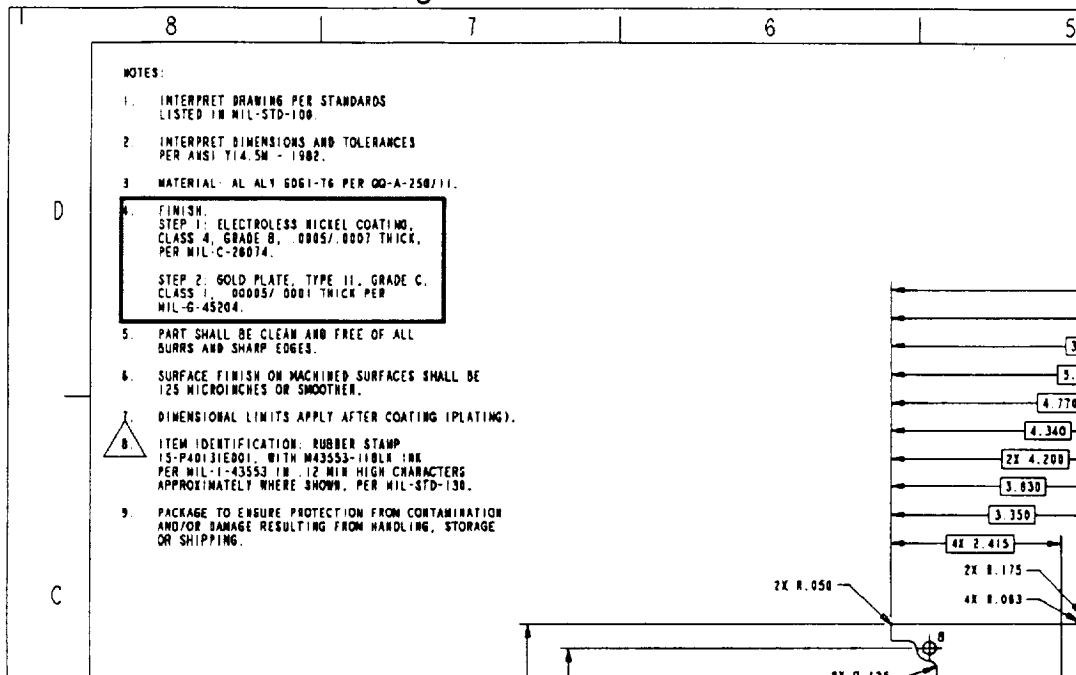 8 7 6 5
NOTES:
1. INTERPRET DRAWING PER STANDARDS
LISTED IN MIL-STD-100.
2. INTERPRET DIMENSIONS AND TOLERANCES
PER ANSI Y14.5M - 1982.
3 MATERIAL: AL ALY 6061-T6 PER QQ-A-250/11.
D
4. FINISH.
STEP 1: ELECTROLESS NICKEL COATING,
CLASS 4, GRADE B, .0005/.0007 THICK,
PER MIL-C-26074.
STEP 2: GOLD PLATE, TYPE II, GRADE C,
CLASS 1, .00005/.0001 THICK PER
MIL-G-45204.
5. PART SHALL BE CLEAN AND FREE OF ALL
BURRS AND SHARP EDGES.
6. SURFACE FINISH ON MACHINED SURFACES SHALL BE
125 MICROINCHES OR SMOOTHER.
7. DIMENSIONAL LIMITS APPLY AFTER COATING (PLATING).
8. ITEM IDENTIFICATION: RUBBER STAMP
15-P40131E001, WITH M43553-11BLK INK
PER MIL-I-43553 IN .12 MIN HIGH CHARACTERS
APPROXIMATELY WHERE SHOWN, PER MIL-STD-130.
9. PACKAGE TO ENSURE PROTECTION FROM CONTAMINATION
AND/OR DAMAGE RESULTING FROM HANDLING, STORAGE
OR SHIPPING.
C
4.770
4.340
2X 4.200
3.830
3.350
4X 2.415
2X R.175
4X R.063
2X R.050
8